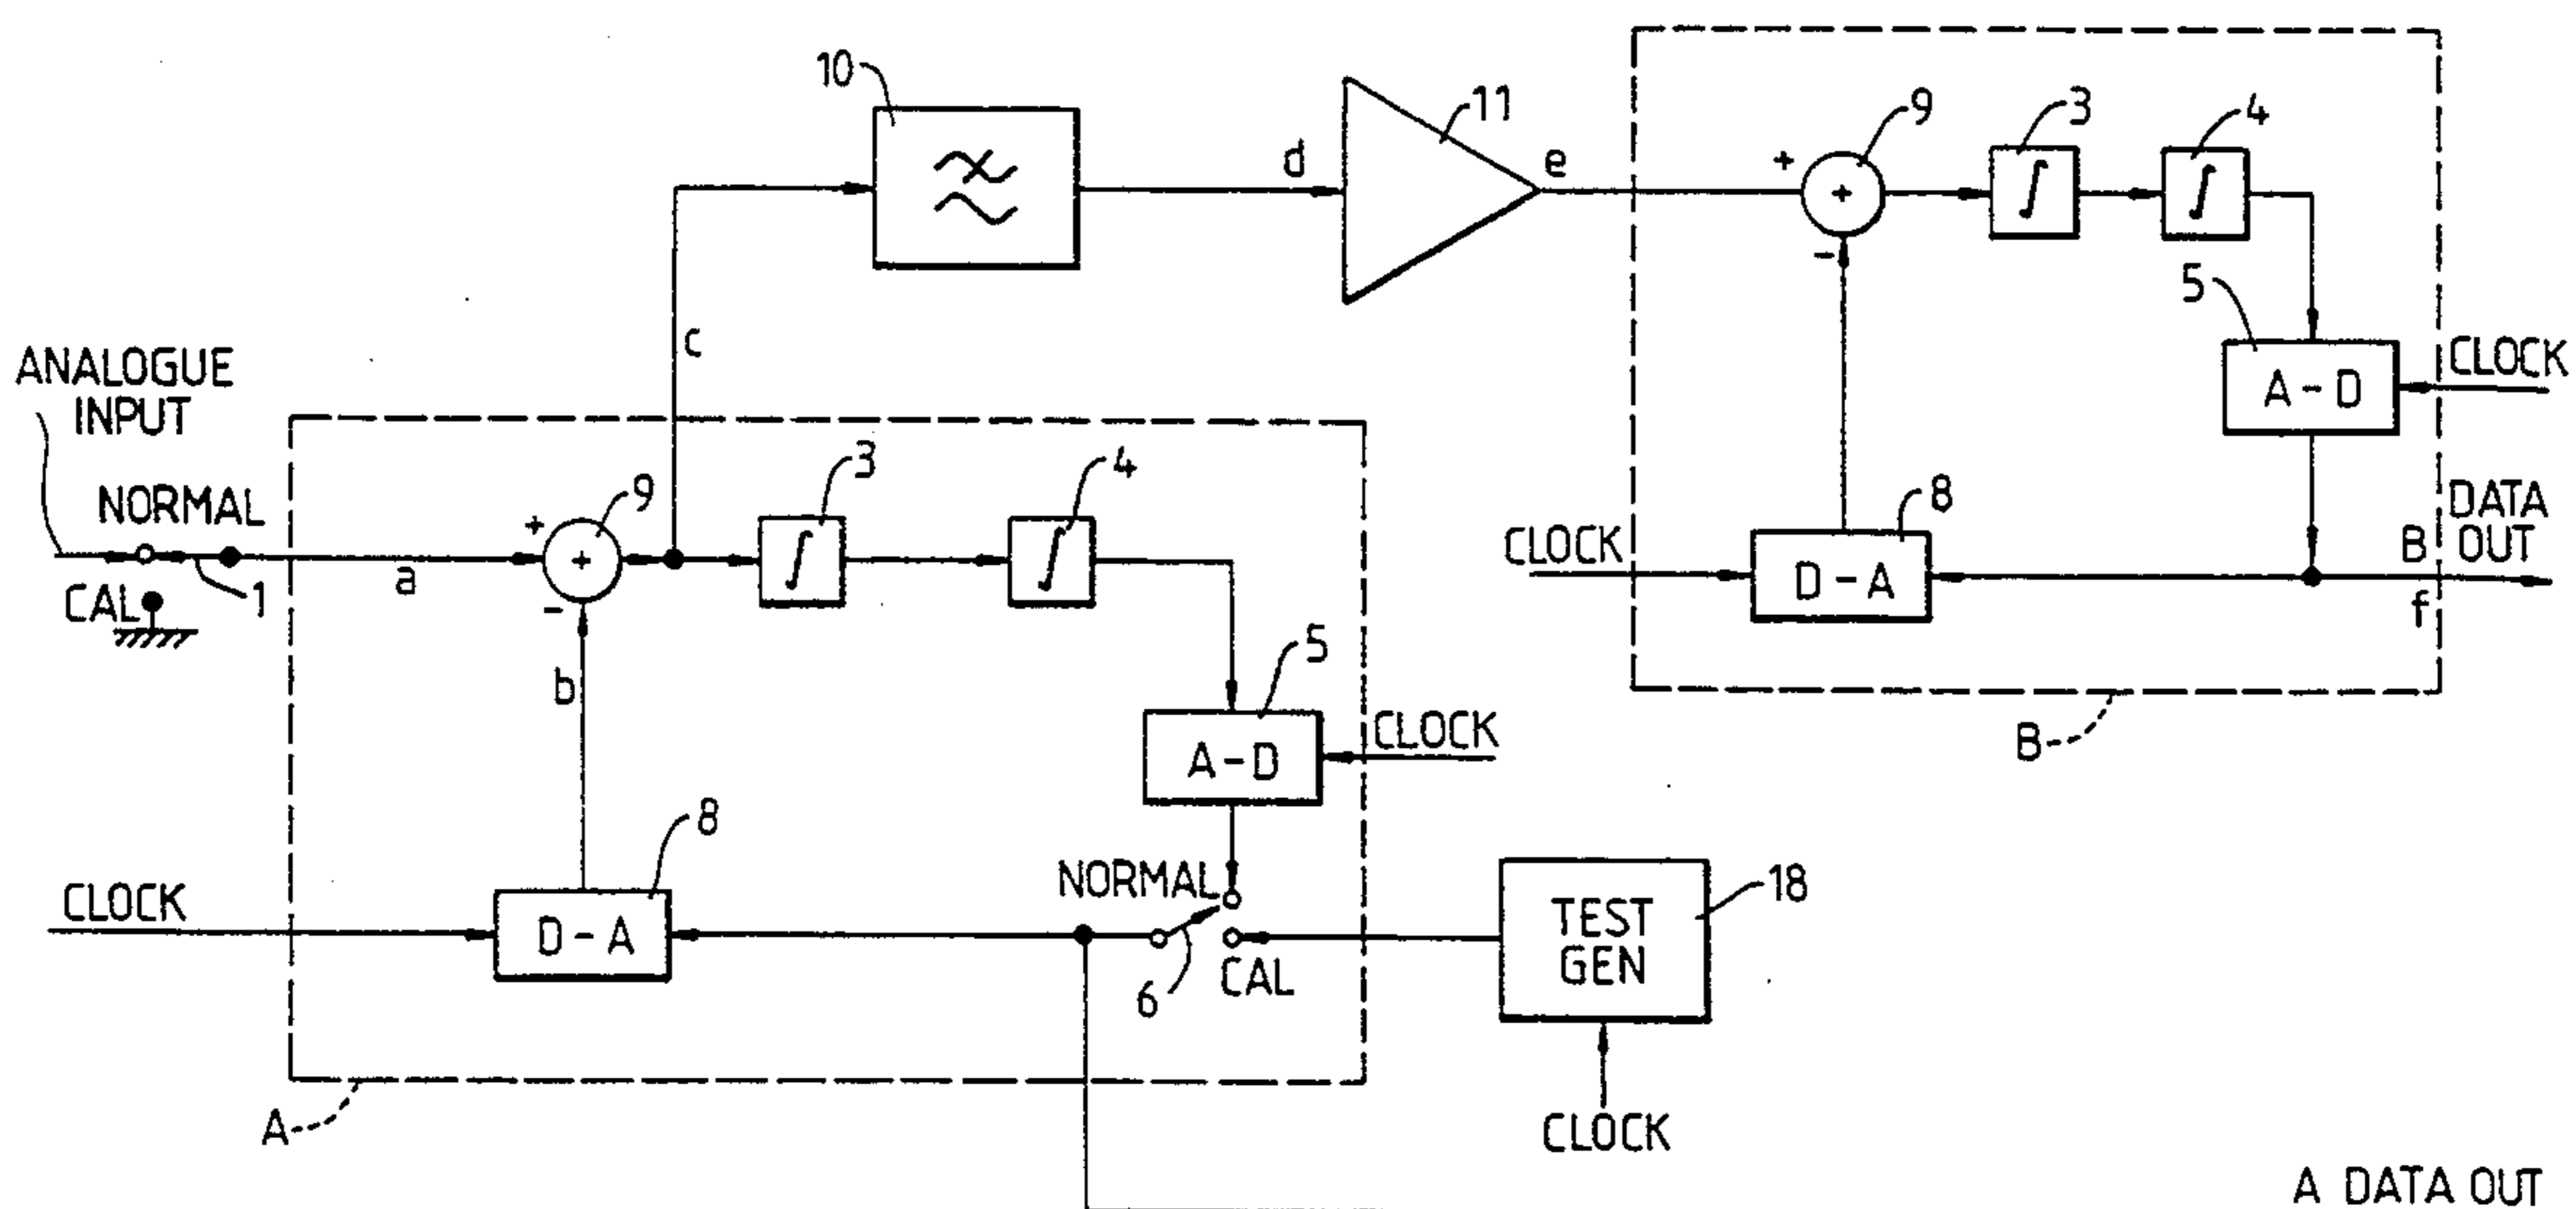 10
11
9
3
4
+
+
d
e
-
5
c
A - D
CLOCK
ANALOGUE
INPUT
NORMAL
+
9
+
3
4
8
DATA
OUT
CLOCK
D - A
B
f
CAL
1
a
-
b
5
A - D
CLOCK
B
8
NORMAL
TEST
GEN
18
CLOCK
D - A
6
CAL
A
CLOCK
A DATA OUT